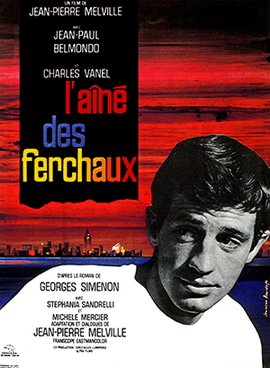 UN FILM DE
JEAN-PIERRE MELVILLE
AVEC
JEAN-PAUL
BELMONDO
ET
CHARLES VANEL
l'aîné
des
ferchaux
D'APRÈS LE ROMAN DE
GEORGES SIMENON
AVEC
STEPHANIA SANDRELLI
ET
MICHELE MERCIER
ADAPTATION ET DIALOGUES DE
JEAN-PIERRE MELVILLE
FRANSCOPE EASTMANCOLOR